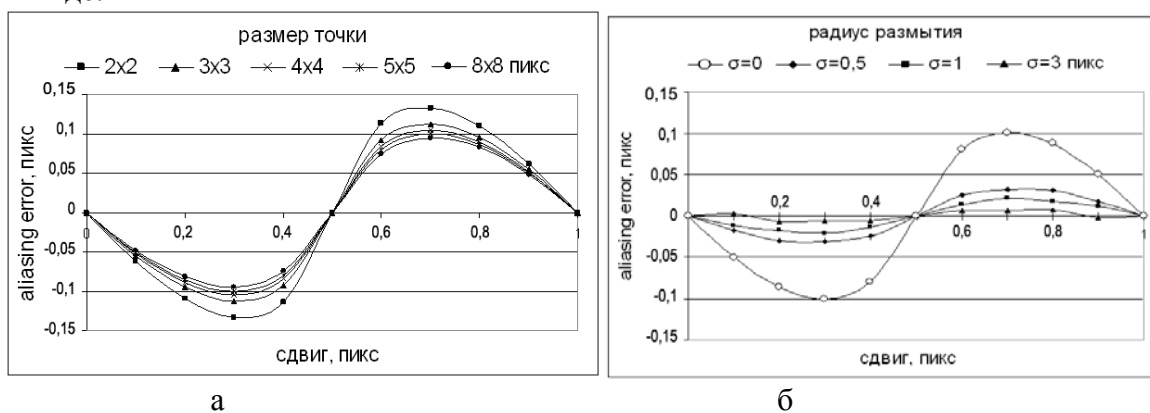 размер точки
2x2 3x3 4x4 5x5 8x8 пикс
0,15
0,1
0,05
0
-0,05
-0,1
-0,15
aliasing error, пикс
0 0,2 0,4 0,6 0,8 1
сдвиг, пикс
а
радиус размытия
σ=0 σ=0,5 σ=1 σ=3 пикс
0,15
0,1
0,05
0
-0,05
-0,1
-0,15
aliasing error, пикс
0,2 0,4 0,6 0,8 1
сдвиг, пикс
б